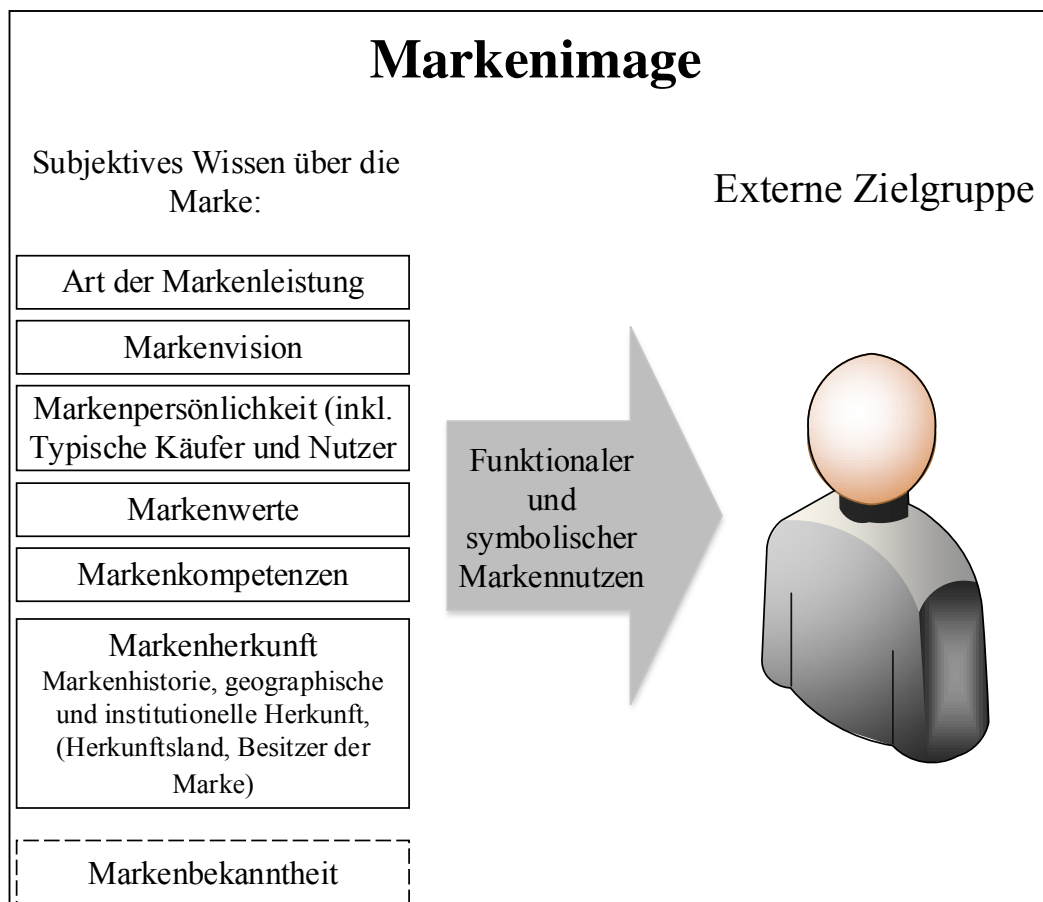 Markenimage
Subjektives Wissen über die
Marke:
Externe Zielgruppe
Art der Markenleistung
Markenvision
Markenpersönlichkeit (inkl.
Typische Käufer und Nutzer
Markenwerte
Markenkompetenzen
Markenherkunft
Markenhistorie, geographische
und institutionelle Herkunft,
(Herkunftsland, Besitzer der
Marke)
Markenbekanntheit
Funktionaler
und
symbolischer
Markennutzen